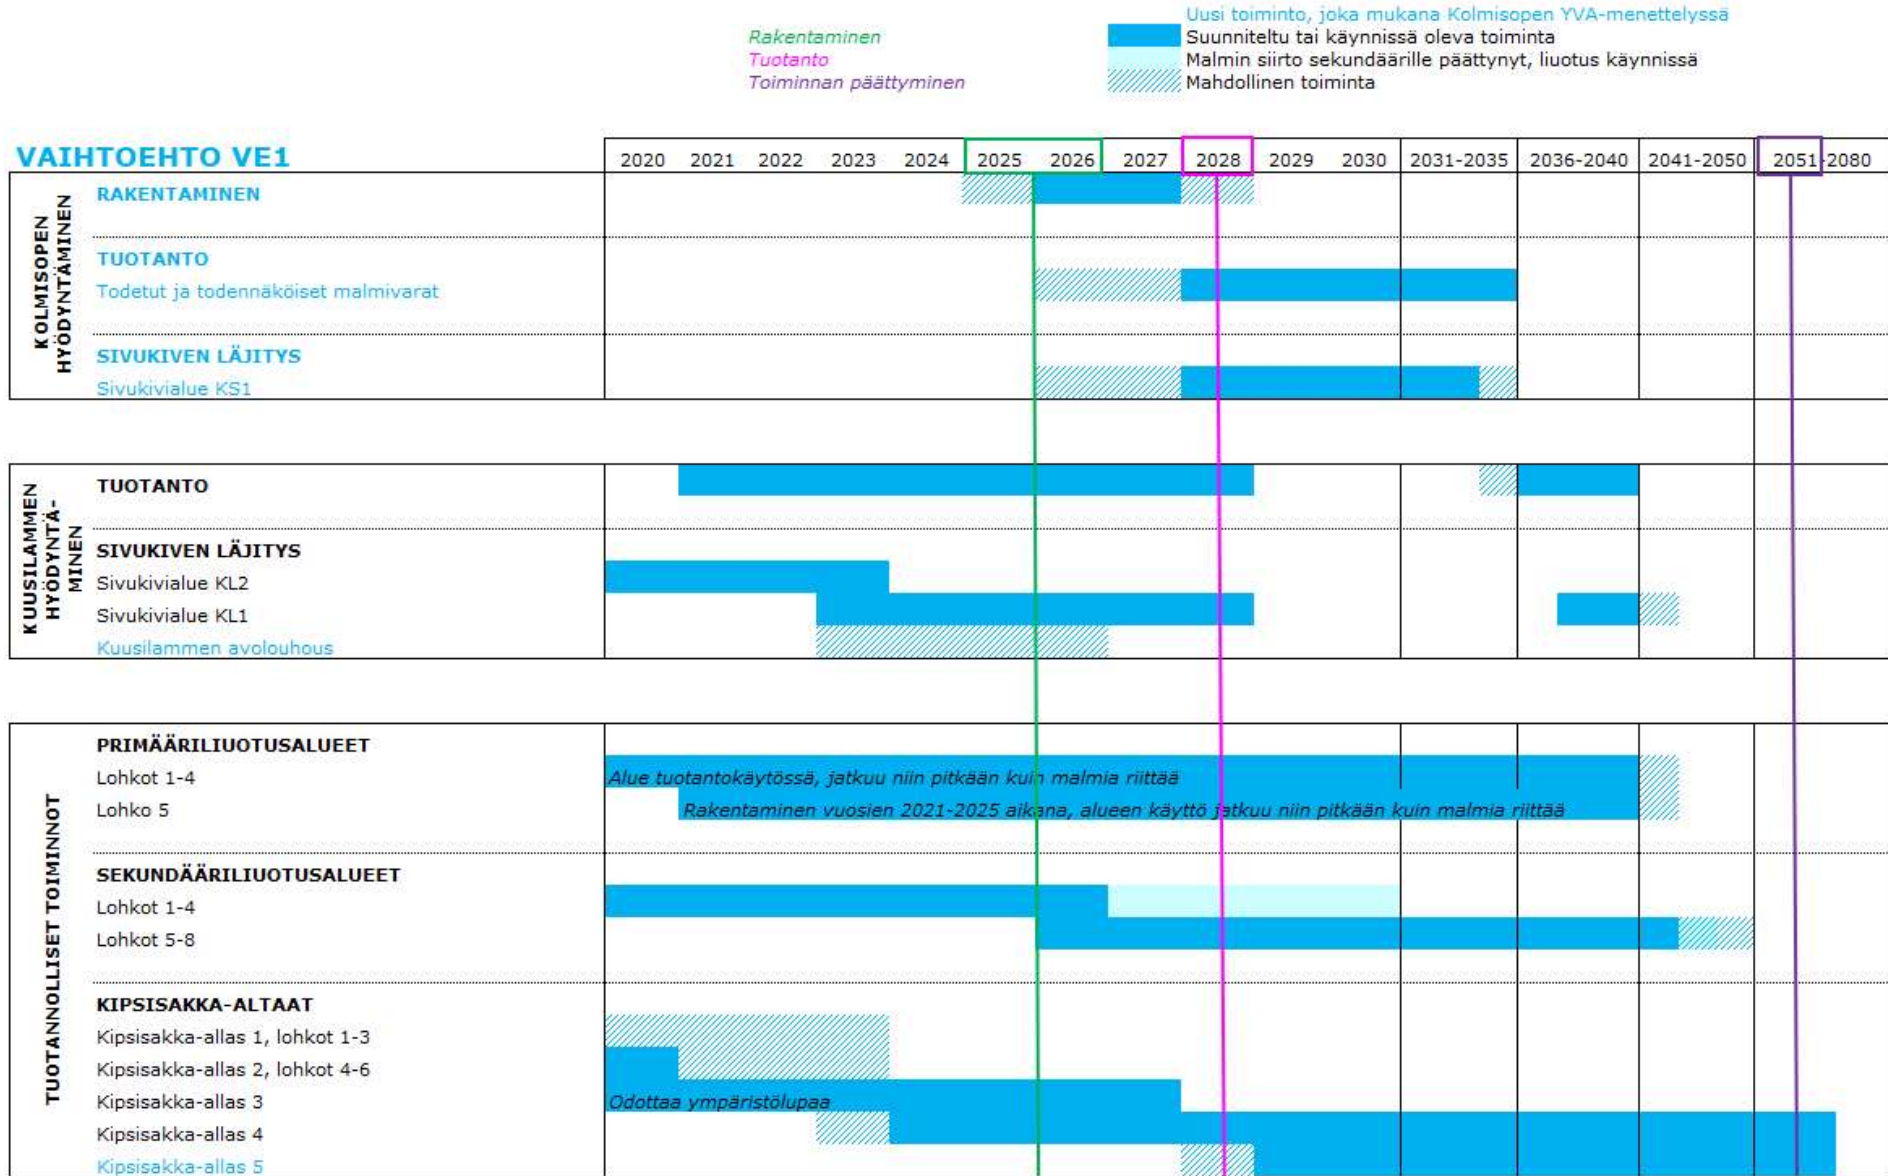 Uusi toiminto, joka mukana Kolmisopen YVA-menettelyssä
Rakentaminen
Suunniteltu tai käynnissä oleva toiminta
Tuotanto
Malmin siirto sekundäärille päättynyt, liuotus käynnissä
Toiminnan päättyminen
Mahdollinen toiminta
VAIHTOEHTO VE1
2020 2021 2022 2023 2024 2025 2026 2027 2028 2029 2030 2031-2035 2036-2040 2041-2050 2051-2080
KOLMISOPEN
HYÖDYNTÄMINEN
RAKENTAMINEN
TUOTANTO
Todetut ja todennäköiset malmivarat
SIVUKIVEN LÄJITYS
Sivukivialue KS1
KUUSILAMMEN
HYÖDYNTÄ-
MINEN
TUOTANTO
SIVUKIVEN LÄJITYS
Sivukivialue KL2
Sivukivialue KL1
Kuusilammen avolouhous
TUOTANNOLLISET TOIMINNOT
PRIMÄÄRILIUOTUSALUEET
Lohkot 1-4
Alue tuotantokäytössä, jatkuu niin pitkään kuin malmia riittää
Lohko 5
Rakentaminen vuosien 2021-2025 aikana, alueen käyttö jatkuu niin pitkään kuin malmia riittää
SEKUNDÄÄRILIUOTUSALUEET
Lohkot 1-4
Lohkot 5-8
KIPSISAKKA-ALTAAT
Kipsisakka-allas 1, lohkot 1-3
Kipsisakka-allas 2, lohkot 4-6
Kipsisakka-allas 3
Odottaa ympäristölupaa
Kipsisakka-allas 4
Kipsisakka-allas 5